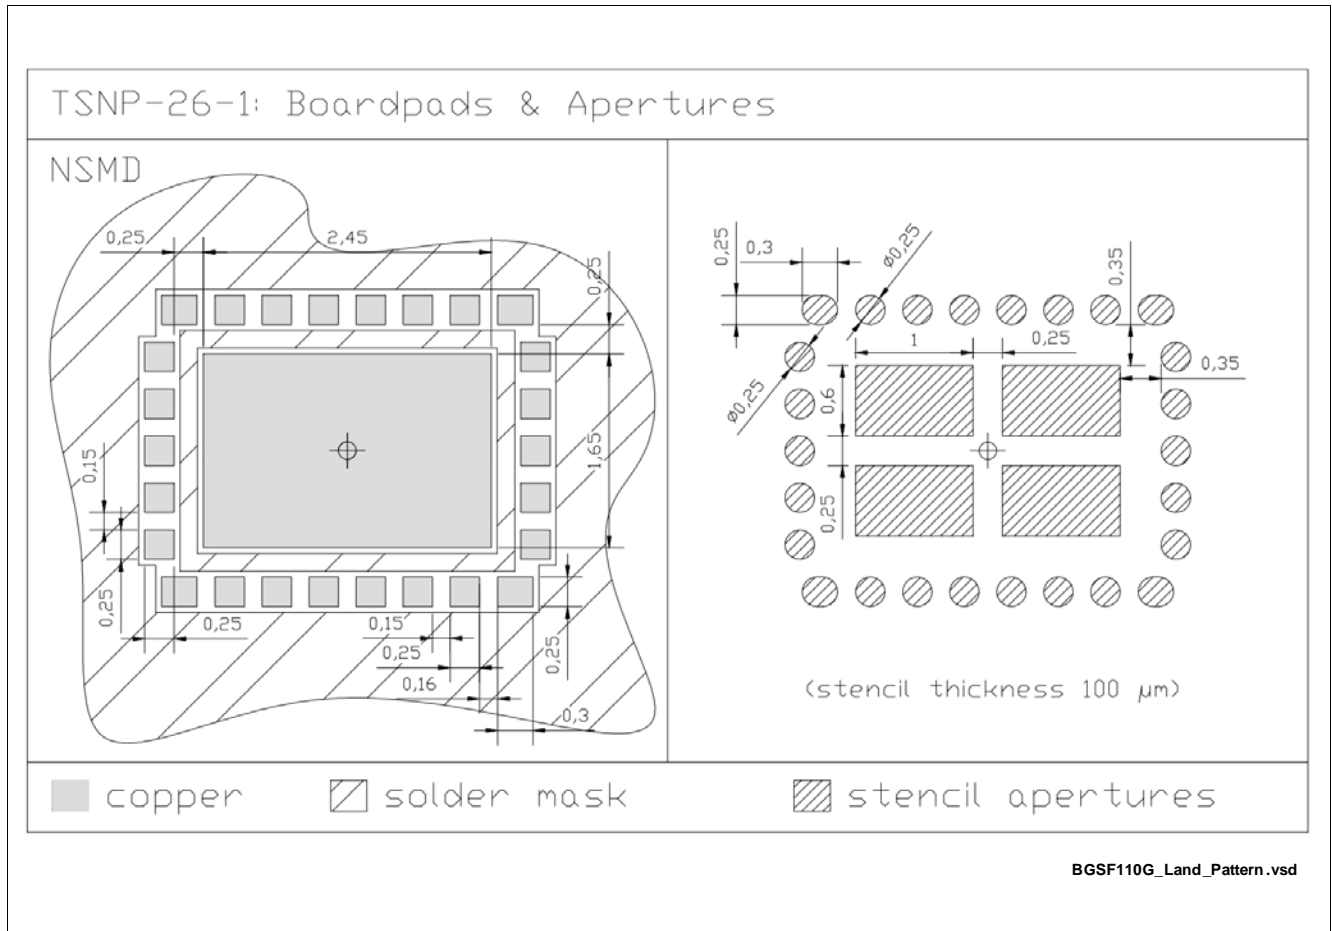 TSNP-26-1: Boardpads & Apertures
NSMD
0,25
2,45
0,25
1,65
0,15
0,25
0,25
0,15
0,25
0,16
0,25
0,3
0,25
0,3
ø0,25
0,35
1
0,25
0,35
0,6
ø0,25
0,25
(stencil thickness 100 µm)
copper
solder mask
stencil apertures
BGSF110G_Land_Pattern.vsd